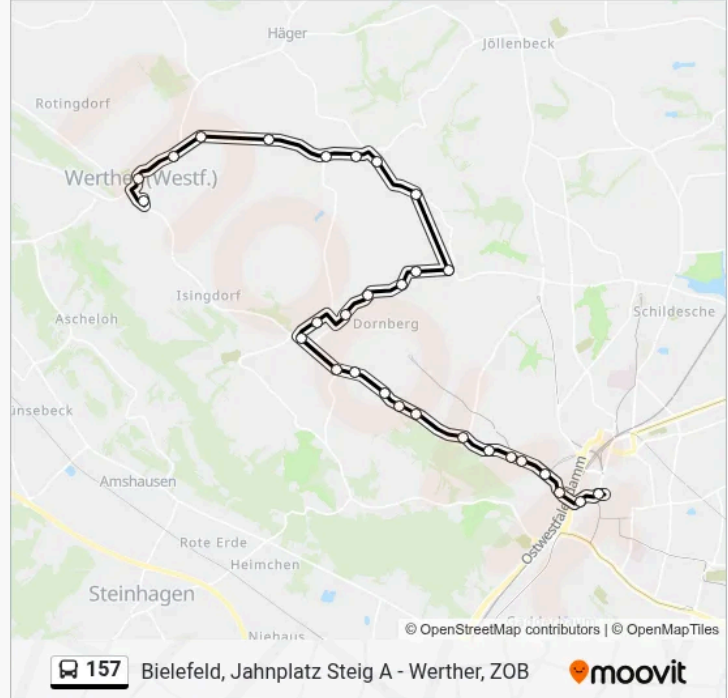 Häger
Jöllenbeck
Rotingdorf
Werther (Westf.)
Isingdorf
Ascheloh
Dornberg
Schildesche
ünsebeck
Amshausen
Ostwestfalendamm
Rote Erde
Heimchen
Steinhagen
Niehaus
© OpenStreetMap contributors | © OpenMapTiles
157 Bielefeld, Jahnplatz Steig A - Werther, ZOB moovit